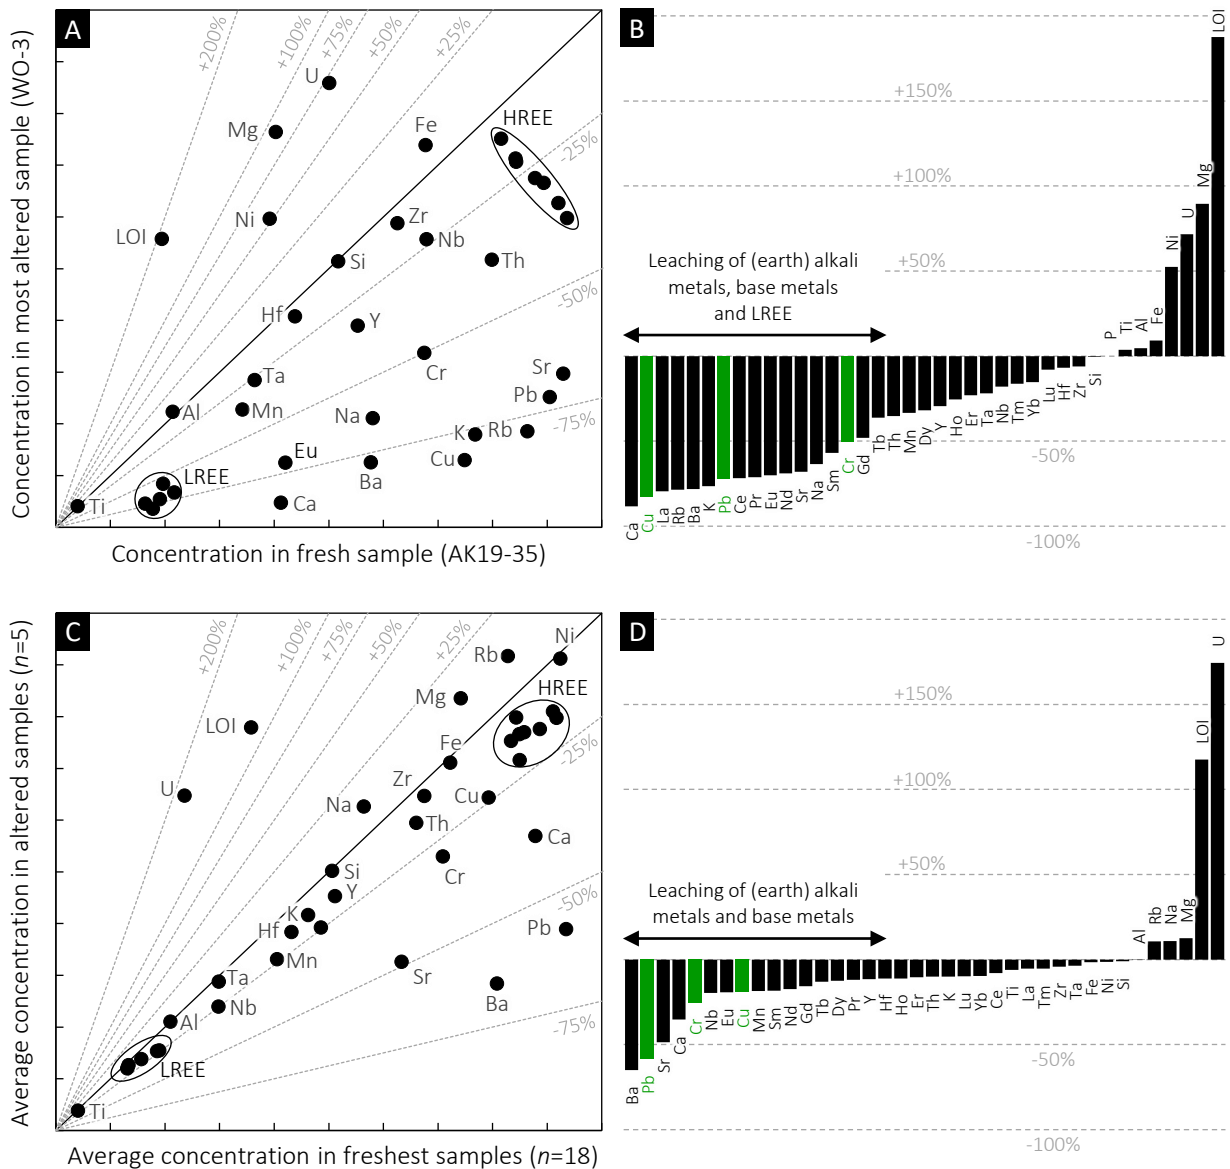 A
+200%
+100%
+75%
+50%
+25%
U
Mg
Fe
HREE
-25%
Ni
Zr
LOI
Nb
Si
Th
-50%
Hf
Y
Cr
Ta
Sr
Al
Mn
Na
Pb
-75%
K
Rb
Eu
Cu
LREE
Ba
Ca
Ti
Concentration in most altered sample (WO-3)
Concentration in fresh sample (AK19-35)
B
+150%
+100%
+50%
-50%
-100%
Leaching of (earth) alkali
metals, base metals
and LREE
Ca
Cu
La
Rb
Ba
K
Pb
Ce
Pr
Eu
Nd
Sr
Na
Sm
Cr
Gd
Tb
Th
Mn
Dy
Y
Ho
Er
Ta
Nb
Tm
Yb
Lu
Hf
Zr
Si
P
Ti
Al
Fe
Ni
U
Mg
LOI
C
+200%
+100%
+75%
+50%
+25%
Ni
Rb
HREE
Mg
LOI
Fe
-25%
U
Zr
Cu
Na
Th
Ca
Cr
Si
Y
K
-50%
Hf
Pb
Mn
Sr
Ta
Ba
Nb
-75%
Al
LREE
Ti
Average concentration in altered samples (n=5)
Average concentration in freshest samples (n=18)
D
+150%
+100%
+50%
-50%
-100%
Leaching of (earth) alkali
metals and base metals
Ba
Pb
Sr
Ca
Cr
Nb
Eu
Cu
Mn
Sm
Nd
Gd
Tb
Dy
Pr
Y
Hf
Ho
Er
Th
K
Lu
Yb
Ce
Ti
La
Tm
Zr
Ta
Fe
Ni
Si
Al
Rb
Na
Mg
LOI
U